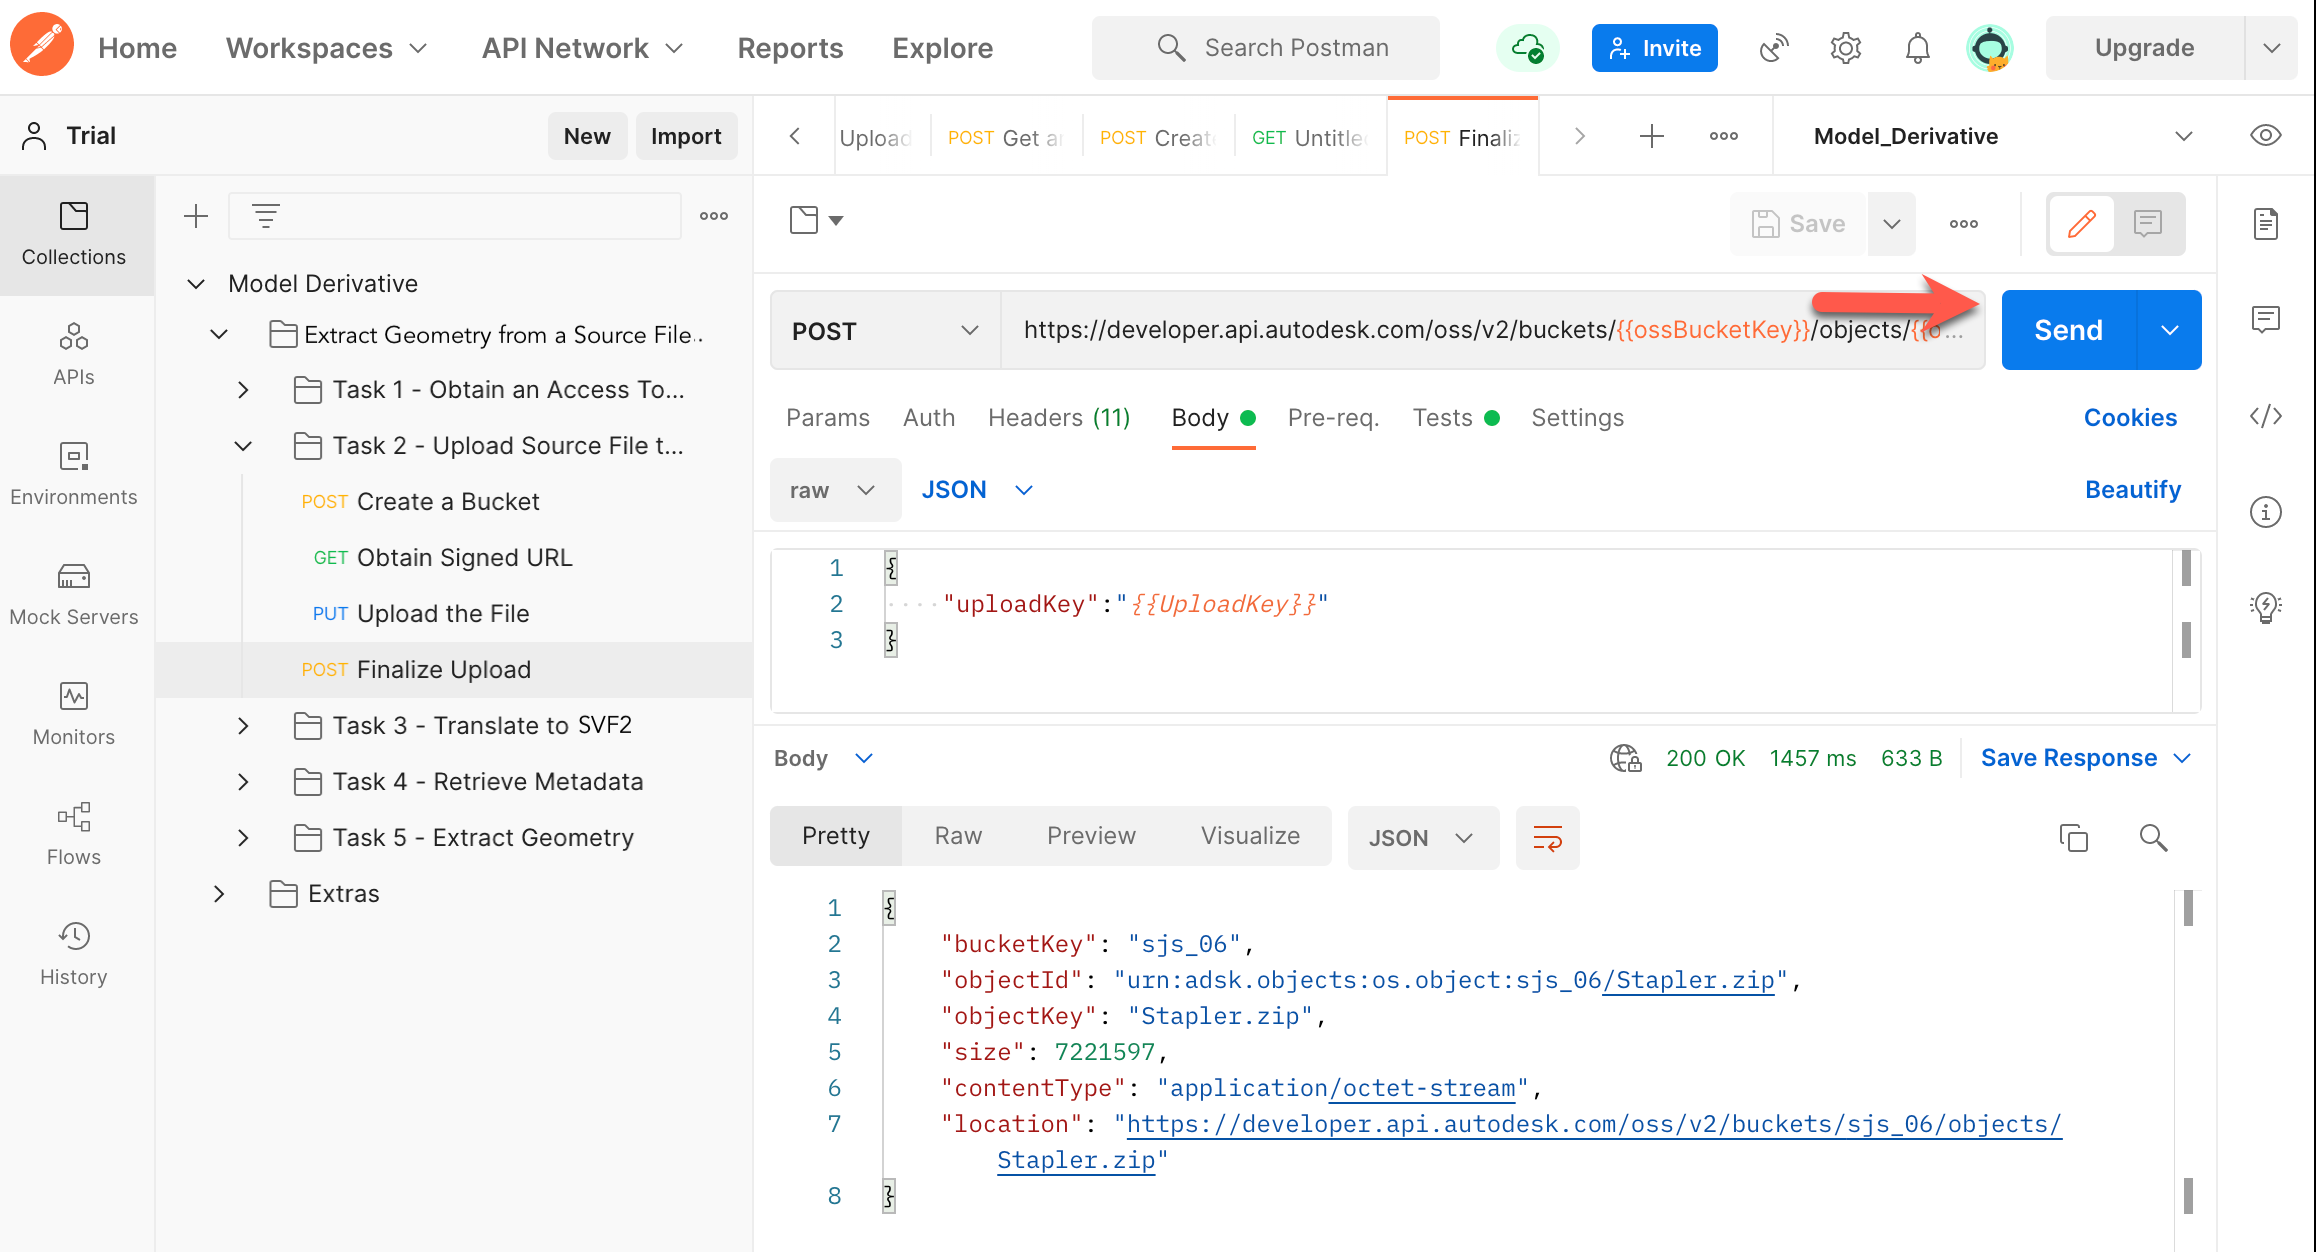 Home Workspaces API Network Reports Explore Search Postman Invite Upgrade
Trial New Import
Upload POST Get a POST Create GET Untitle POST Finaliz Model_Derivative
Collections
APIs
Environments
Mock Servers
Monitors
Flows
History
Model Derivative
Extract Geometry from a Source File..
Task 1 - Obtain an Access To...
Task 2 - Upload Source File t...
POST Create a Bucket
GET Obtain Signed URL
PUT Upload the File
POST Finalize Upload
Task 3 - Translate to SVF2
Task 4 - Retrieve Metadata
Task 5 - Extract Geometry
Extras
Save
POST https://developer.api.autodesk.com/oss/v2/buckets/{{ossBucketKey}}/objects/{{o... Send
Params Auth Headers (11) Body Pre-req. Tests Settings Cookies
raw JSON Beautify
1 {
2 "uploadKey":"{{UploadKey}}"
3 }
Body 200 OK 1457 ms 633 B Save Response
Pretty Raw Preview Visualize JSON
1 {
2 "bucketKey": "sjs_06",
3 "objectId": "urn:adsk.objects:os.object:sjs_06/Stapler.zip",
4 "objectKey": "Stapler.zip",
5 "size": 7221597,
6 "contentType": "application/octet-stream",
7 "location": "https://developer.api.autodesk.com/oss/v2/buckets/sjs_06/objects/
Stapler.zip"
8 }